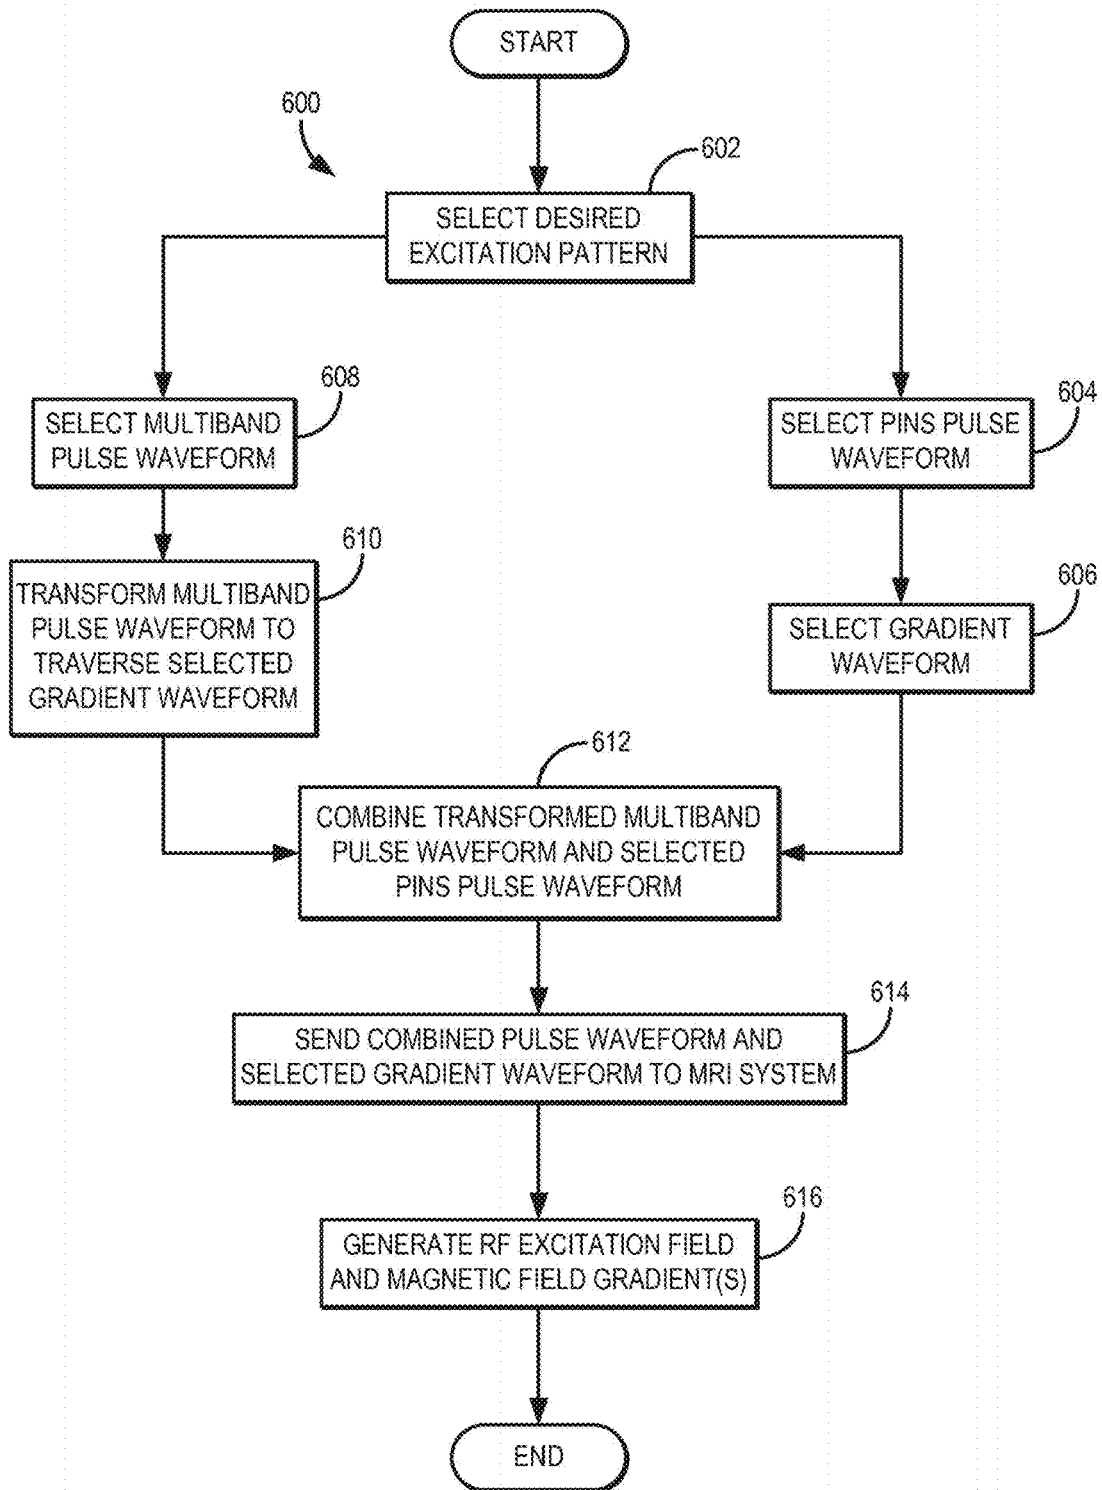 START
600
602
SELECT DESIRED
EXCITATION PATTERN
608
SELECT MULTIBAND
PULSE WAVEFORM
604
SELECT PINS PULSE
WAVEFORM
610
TRANSFORM MULTIBAND
PULSE WAVEFORM TO
TRAVERSE SELECTED
GRADIENT WAVEFORM
606
SELECT GRADIENT
WAVEFORM
612
COMBINE TRANSFORMED MULTIBAND
PULSE WAVEFORM AND SELECTED
PINS PULSE WAVEFORM
614
SEND COMBINED PULSE WAVEFORM AND
SELECTED GRADIENT WAVEFORM TO MRI SYSTEM
616
GENERATE RF EXCITATION FIELD
AND MAGNETIC FIELD GRADIENT(S)
END